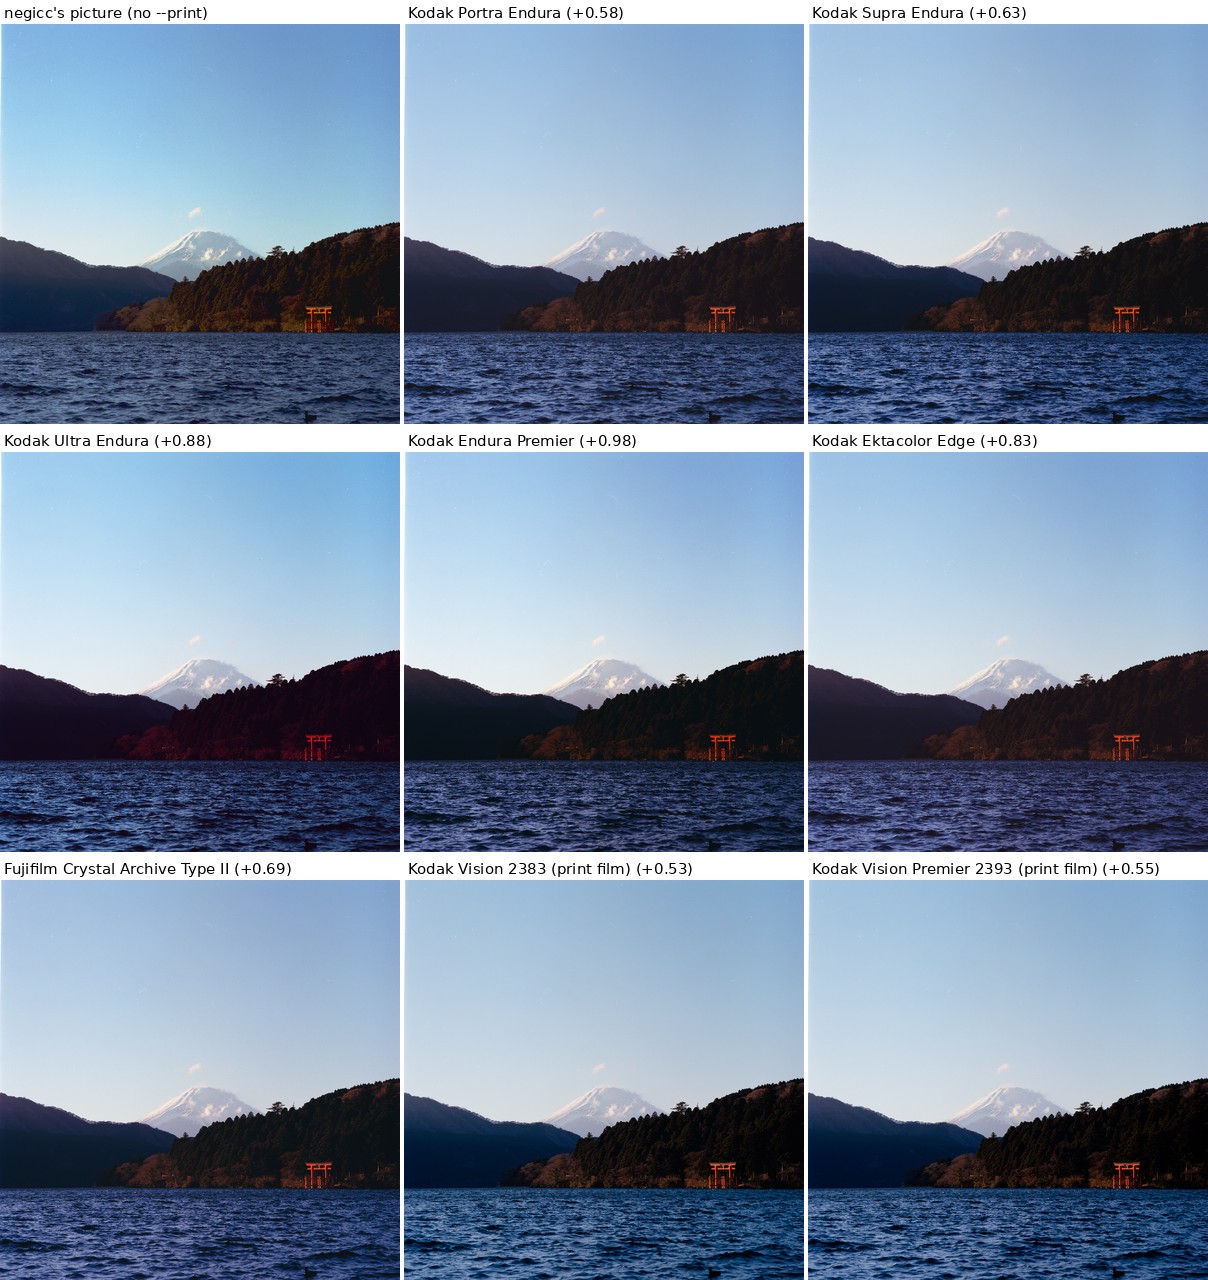 negicc's picture (no --print)
Kodak Portra Endura (+0.58)
Kodak Supra Endura (+0.63)
Kodak Ultra Endura (+0.88)
Kodak Endura Premier (+0.98)
Kodak Ektacolor Edge (+0.83)
Fujifilm Crystal Archive Type II (+0.69)
Kodak Vision 2383 (print film) (+0.53)
Kodak Vision Premier 2393 (print film) (+0.55)